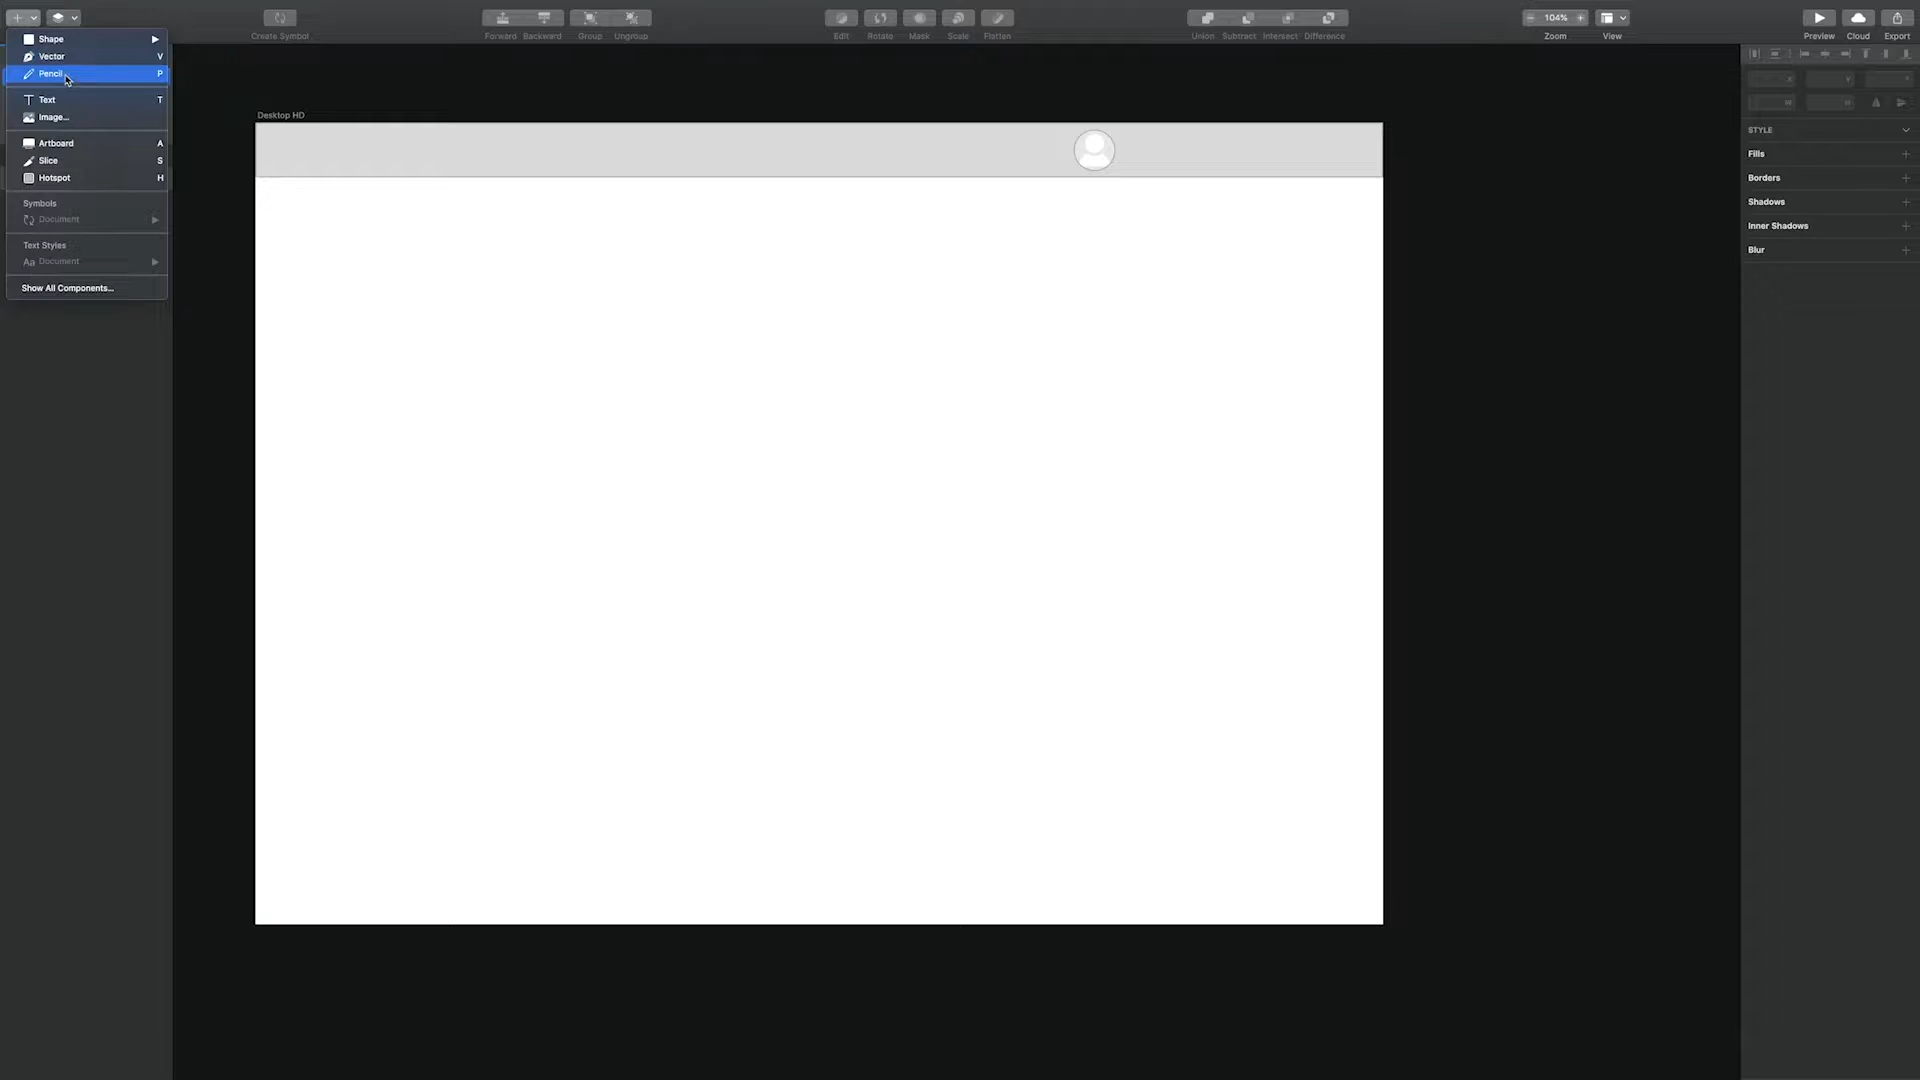 Create Symbol
Forward Backward Group Ungroup
Edit Rotate Mask Scale Flatten
Union Subtract Intersect Difference
104%
Zoom View
Preview Cloud Export
Shape
Vector V
Pencil P
Text T
Image...
Artboard A
Slice S
Hotspot H
Symbols
Document
Text Styles
Aa Document
Show All Components...
Desktop HD
STYLE
Fills
Borders
Shadows
Inner Shadows
Blur